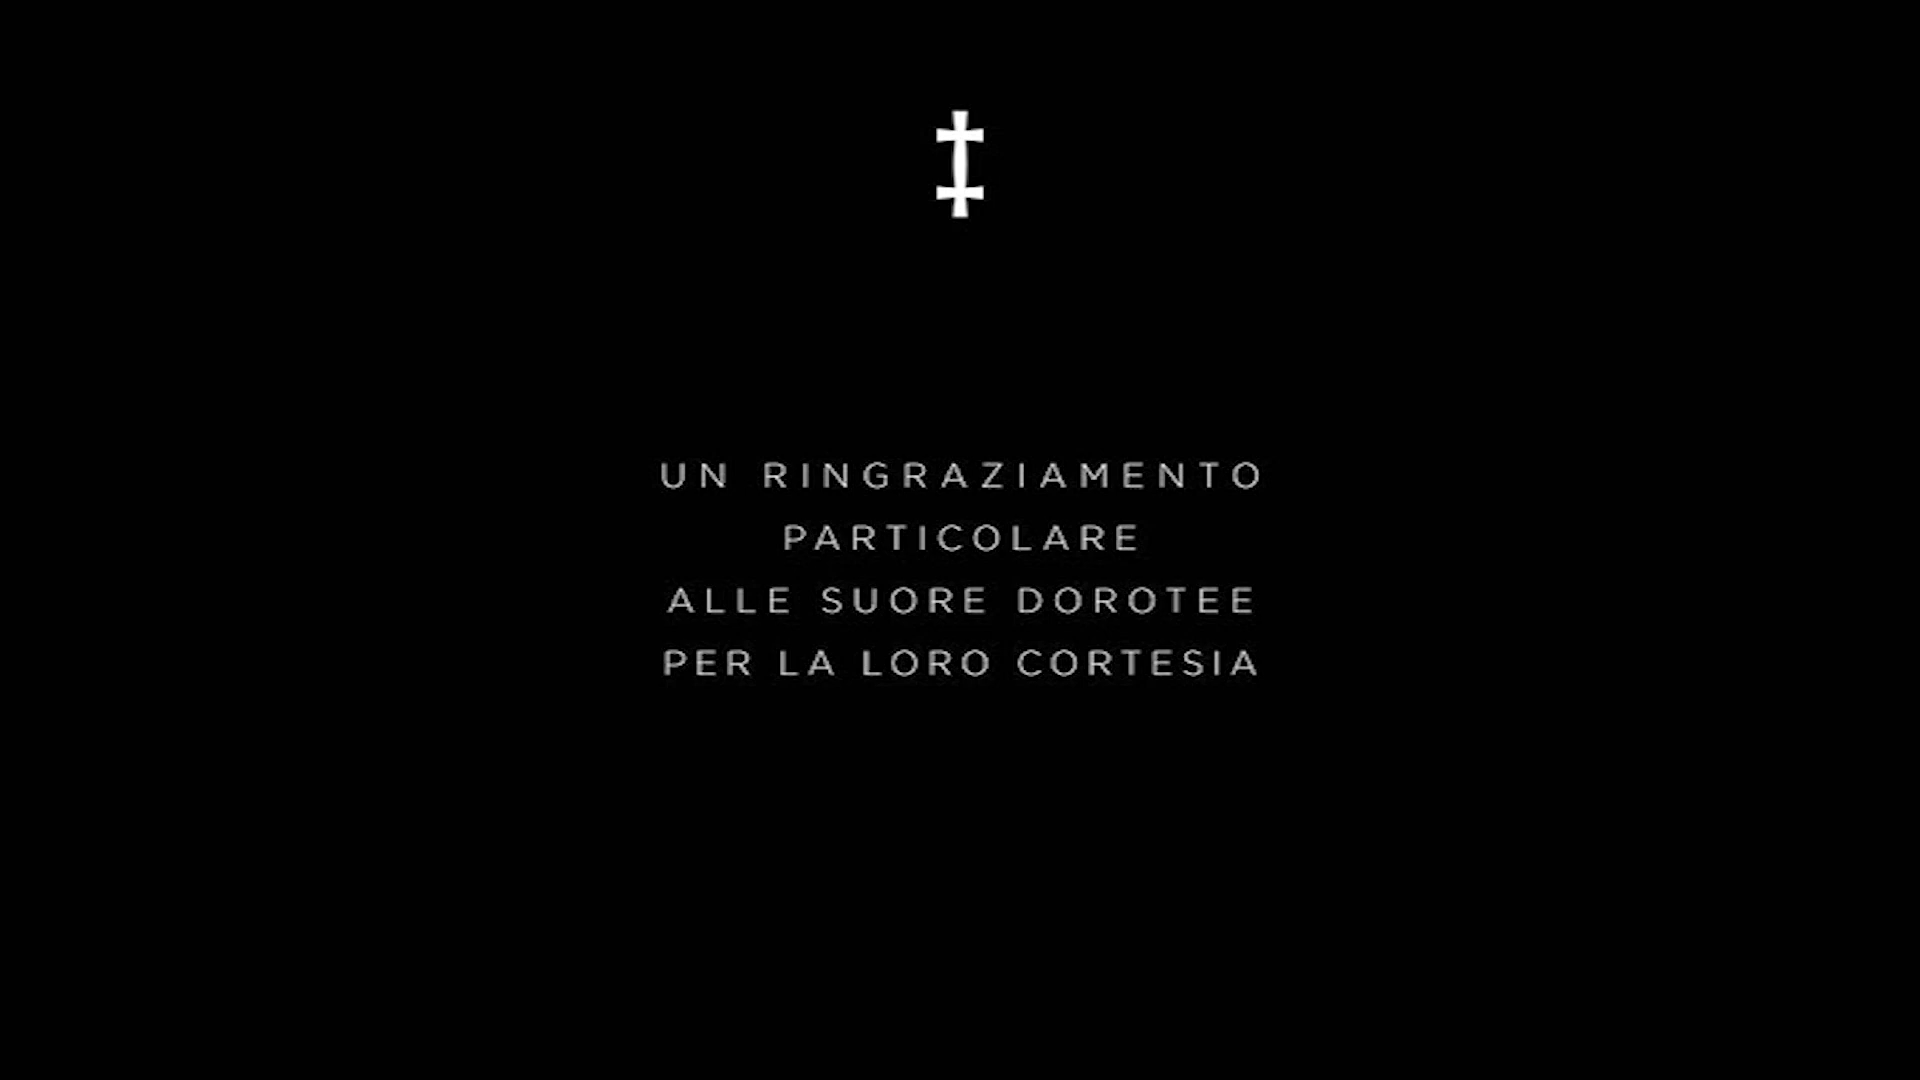 ‡
UN RINGRAZIAMENTO
PARTICOLARE
ALLE SUORE DOROTEE
PER LA LORO CORTESIA